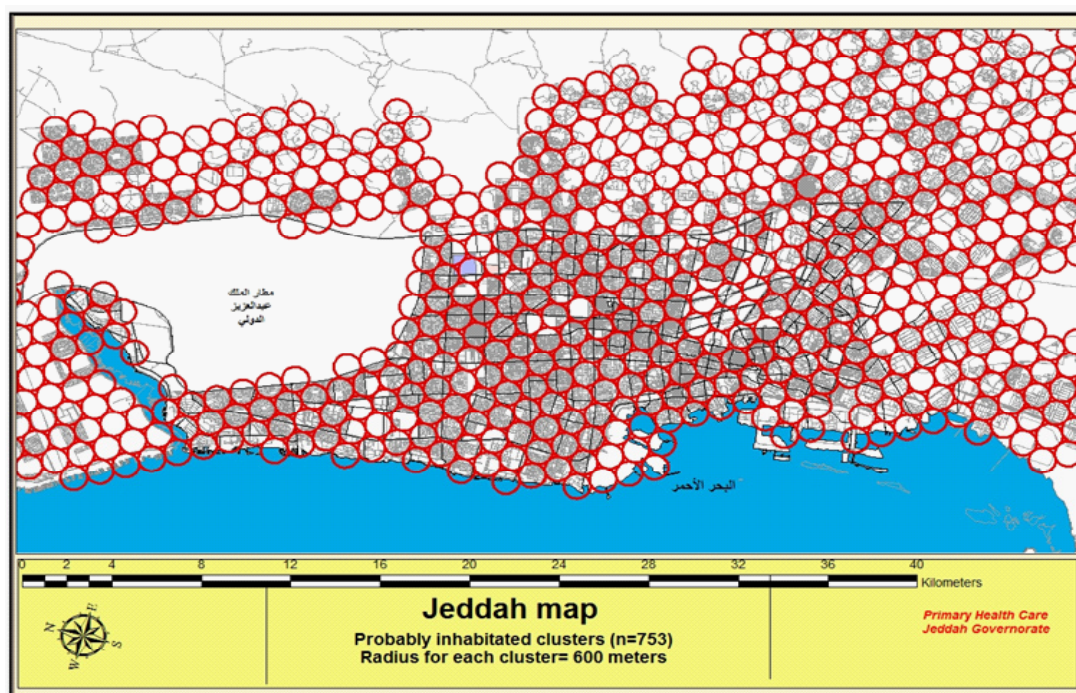 مطار الملك
عبدالعزيز
الدولي
البحر الأحمر
0 2 4 8 12 16 20 24 28 32 36 40
Kilometers
N E S W
Jeddah map
Probably inhabitated clusters (n=753)
Radius for each cluster= 600 meters
Primary Health Care
Jeddah Governorate